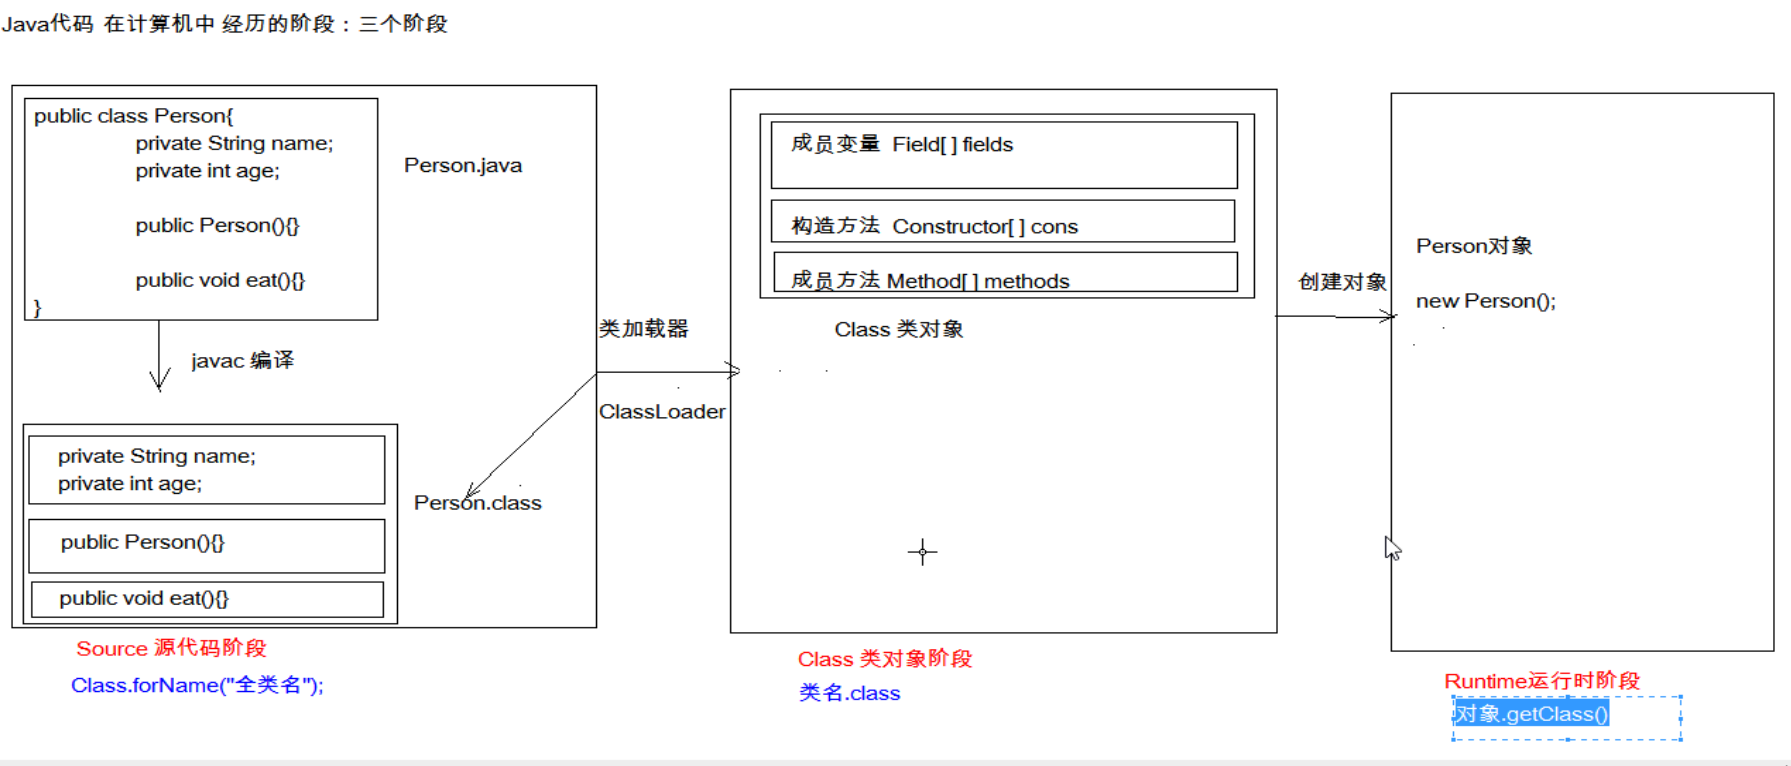 Java代码 在计算机中 经历的阶段：三个阶段
public class Person{
private String name;
private int age;
public Person(){}
public void eat(){}
}
Person.java
javac 编译
private String name;
private int age;
public Person(){}
public void eat(){}
Person.class
Source 源代码阶段
Class.forName("全类名");
类加载器
ClassLoader
成员变量 Field[ ] fields
构造方法 Constructor[ ] cons
成员方法 Method[ ] methods
Class 类对象
Class 类对象阶段
类名.class
创建对象
Person对象
new Person();
Runtime运行时阶段
对象.getClass()